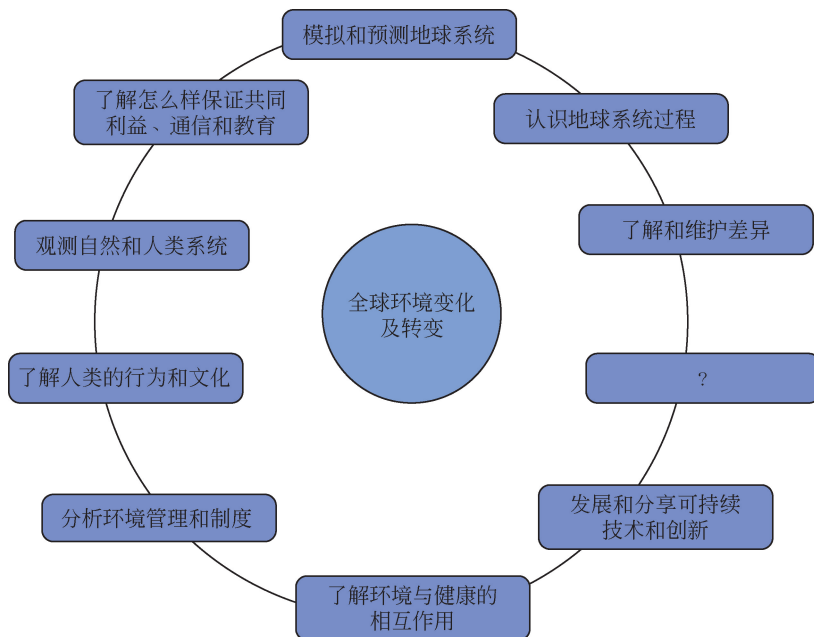 模拟和预测地球系统
了解怎么样保证共同
利益、通信和教育
认识地球系统过程
观测自然和人类系统
了解和维护差异
全球环境变化
及转变
了解人类的行为和文化
?
分析环境管理和制度
发展和分享可持续
技术和创新
了解环境与健康的
相互作用